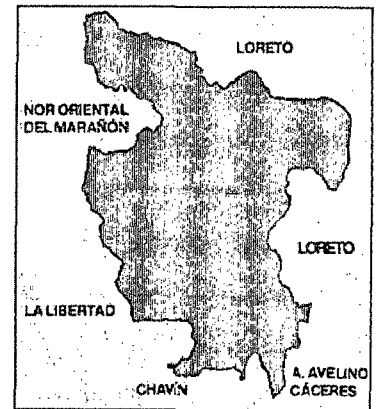 LORETO
NOR ORIENTAL
DEL MARAÑÓN
LORETO
LA LIBERTAD
CHAVÍN
A. AVELINO
CÁCERES